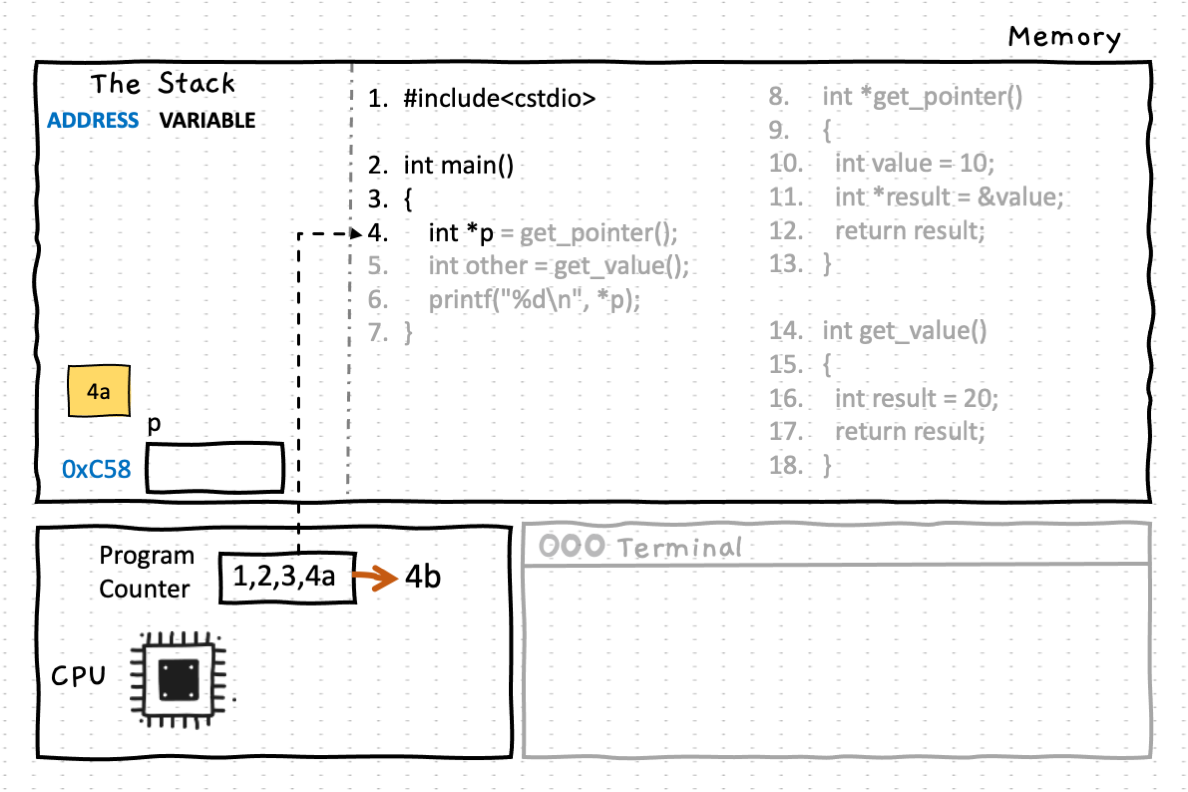 Memory
The Stack
ADDRESS VARIABLE
4a
p
0xC58
1. #include<cstdio>
2. int main()
3. {
4. int *p = get_pointer();
5. int other = get_value();
6. printf("%d\n", *p);
7. }
8. int *get_pointer()
9. {
10. int value = 10;
11. int *result = &value;
12. return result;
13. }
14. int get_value()
15. {
16. int result = 20;
17. return result;
18. }
Program
Counter
1,2,3,4a
4b
CPU
Terminal